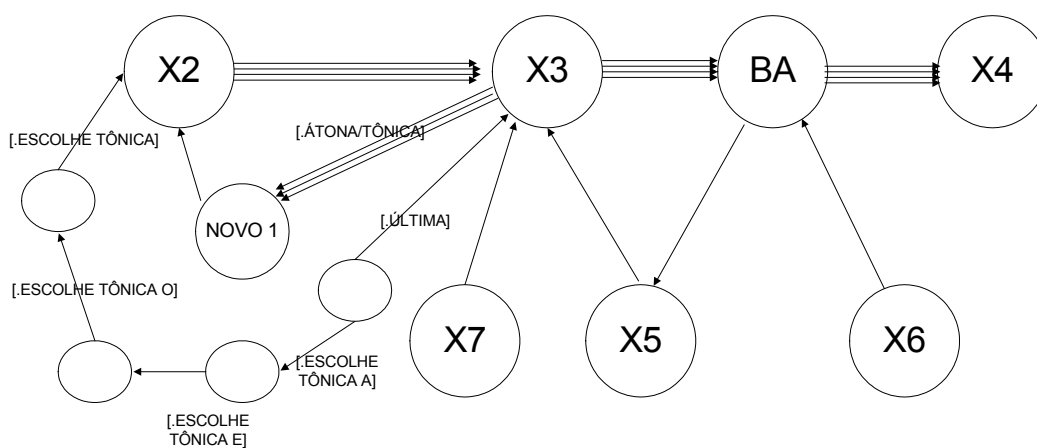 X2
X3
BA
X4
[.ESCOLHE TÔNICA]
[.ÁTONA/TÔNICA]
NOVO 1
[.ÚLTIMA]
[.ESCOLHE TÔNICA O]
X7
X5
X6
[.ESCOLHE
TÔNICA A]
[.ESCOLHE
TÔNICA E]